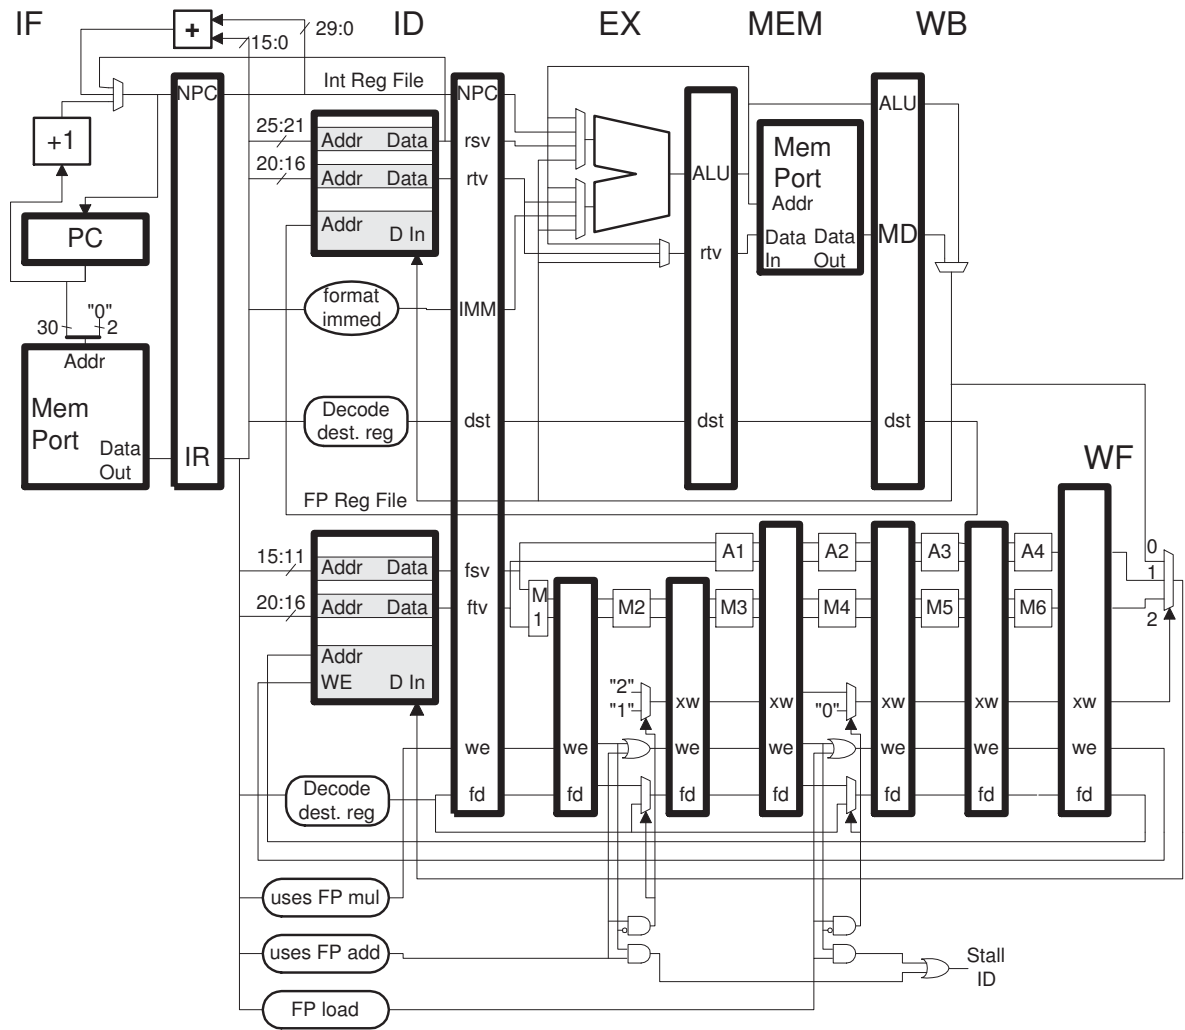 IF
ID
EX
MEM
WB
+
29:0
15:0
Int Reg File
NPC
NPC
ALU
+1
25:21
Addr
Data
rsv
Mem
Port
Addr
20:16
Addr
Data
rtv
ALU
PC
Addr
D In
rtv
Data
In
Data
Out
MD
format
immed
IMM
30
"0"
2
Addr
Mem
Port
Data
Out
IR
Decode
dest. reg
dst
dst
dst
WF
FP Reg File
15:11
Addr
Data
fsv
A1
A2
A3
A4
0
1
20:16
Addr
Data
ftv
M
1
M2
M3
M4
M5
M6
2
Addr
WE
D In
"2"
"1"
xw
xw
"0"
xw
xw
xw
we
we
we
we
we
we
we
Decode
dest. reg
fd
fd
fd
fd
fd
fd
fd
uses FP mul
uses FP add
Stall
ID
FP load